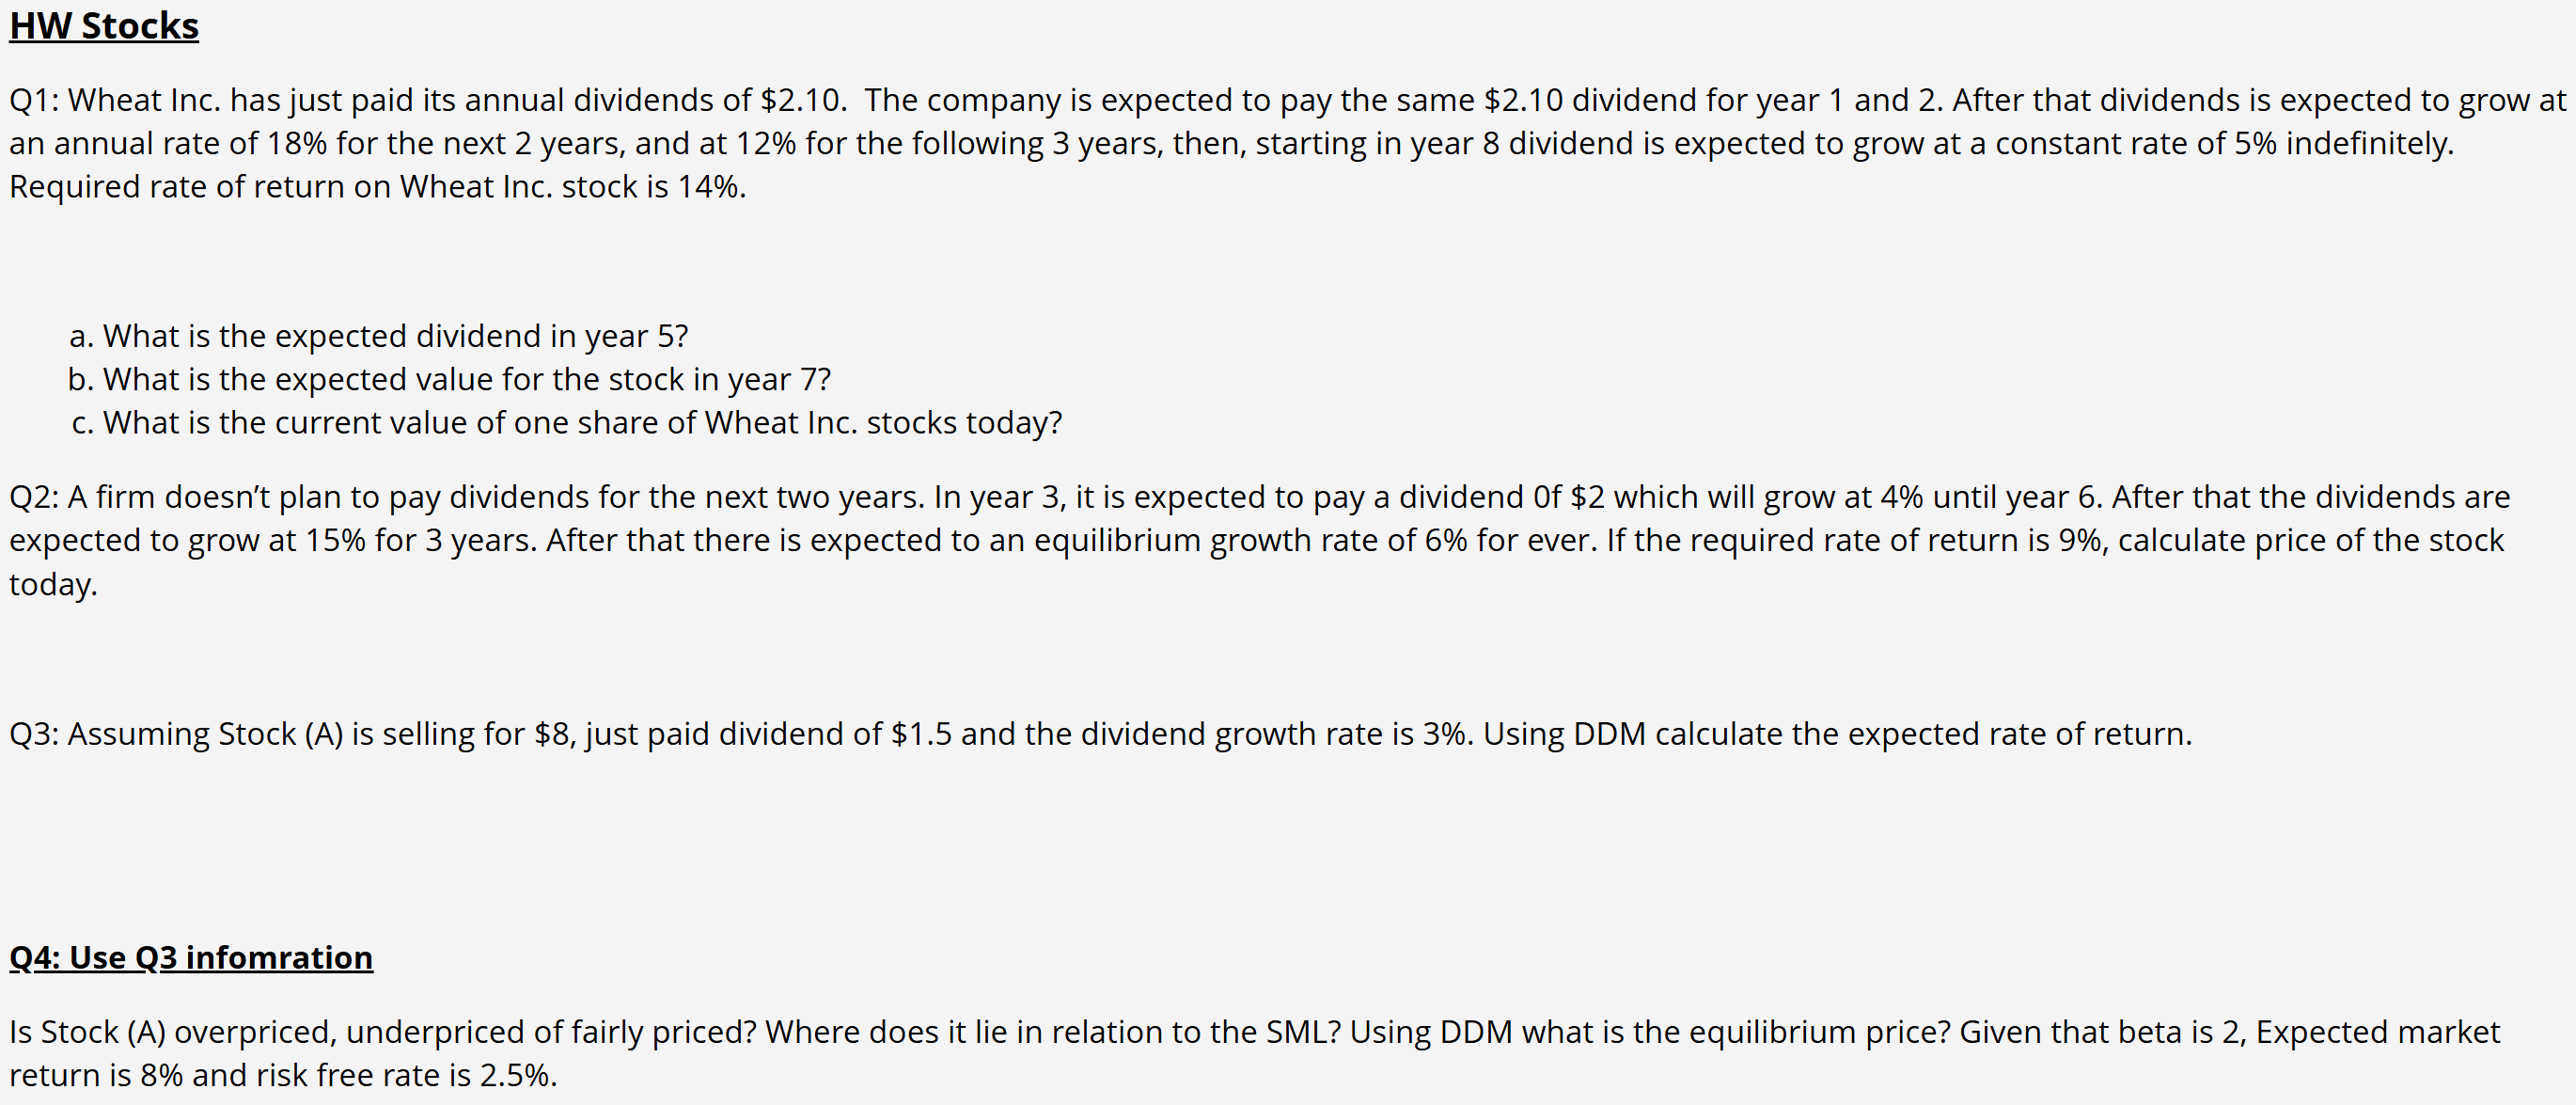 HW Stocks
Q1: Wheat Inc. has just paid its annual dividends of $2.10.  The company is expected to pay the same $2.10 dividend for year 1 and 2. After that dividends is expected to grow at
an annual rate of 18% for the next 2 years, and at 12% for the following 3 years, then, starting in year 8 dividend is expected to grow at a constant rate of 5% indefinitely.
Required rate of return on Wheat Inc. stock is 14%.
a. What is the expected dividend in year 5?
b. What is the expected value for the stock in year 7?
c. What is the current value of one share of Wheat Inc. stocks today?
Q2: A firm doesn’t plan to pay dividends for the next two years. In year 3, it is expected to pay a dividend 0f $2 which will grow at 4% until year 6. After that the dividends are
expected to grow at 15% for 3 years. After that there is expected to an equilibrium growth rate of 6% for ever. If the required rate of return is 9%, calculate price of the stock
today.
Q3: Assuming Stock (A) is selling for $8, just paid dividend of $1.5 and the dividend growth rate is 3%. Using DDM calculate the expected rate of return.
Q4: Use Q3 infomration
Is Stock (A) overpriced, underpriced of fairly priced? Where does it lie in relation to the SML? Using DDM what is the equilibrium price? Given that beta is 2, Expected market
return is 8% and risk free rate is 2.5%.